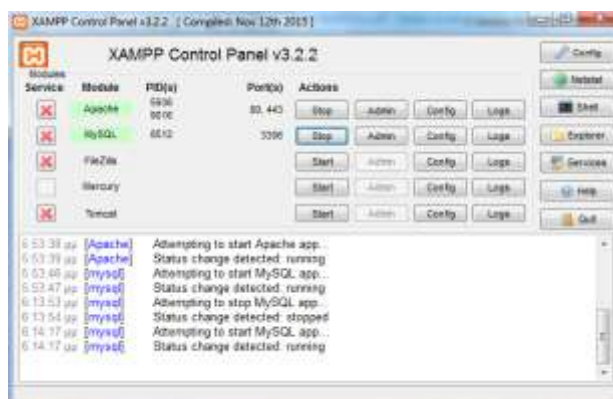 XAMPP Control Panel v3.2.2 [ Compiled: Nov 12th 2015 ]
XAMPP Control Panel v3.2.2
Config
Netstat
Shell
Explorer
Services
Help
Quit
Modules
Service Module PID(s) Port(s) Actions
Apache 80, 443 Stop Admin Config Logs
MySQL 3306 Stop Admin Config Logs
FileZilla Start Admin Config Logs
Mercury Start Admin Config Logs
Tomcat Start Admin Config Logs
[Apache] Attempting to start Apache app...
[Apache] Status change detected: running
[mysql] Attempting to start MySQL app...
[mysql] Status change detected: running
[mysql] Attempting to stop MySQL app...
[mysql] Status change detected: stopped
[mysql] Attempting to start MySQL app...
[mysql] Status change detected: running